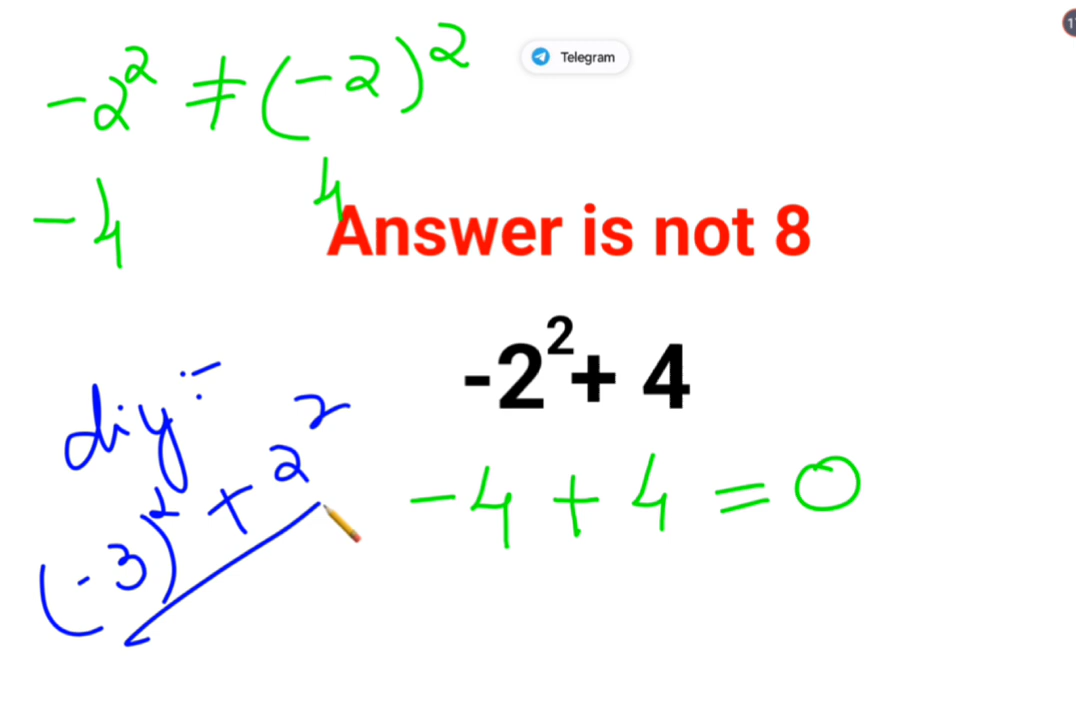 -2² ≠ (-2)²
Telegram
-4 4
Answer is not 8
-2²+ 4
diy:-
(-3)² + 2²
-4 + 4 = 0